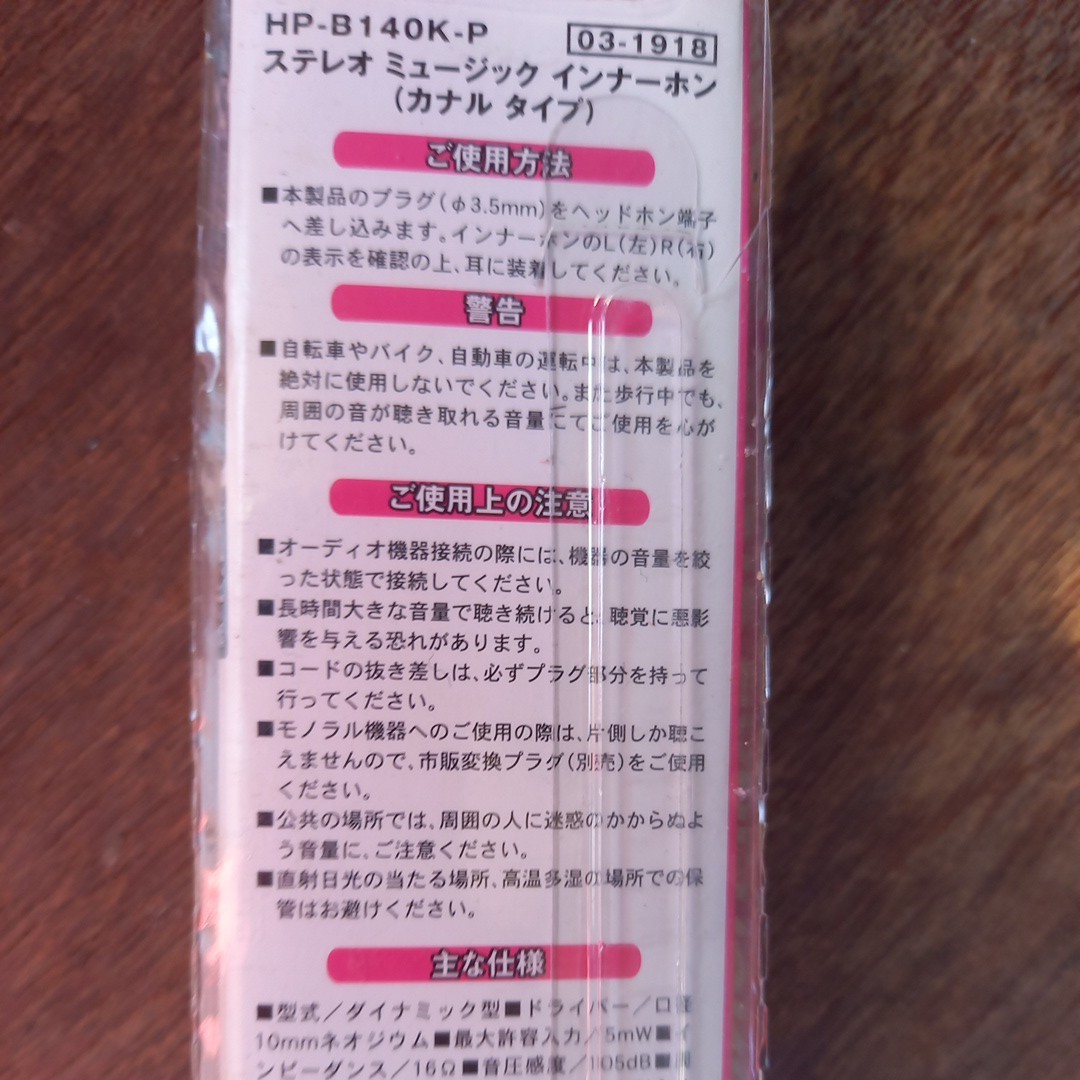 HP-B140K-P
03-1918
ステレオ ミュージック インナーホン
(カナル タイプ)
ご使用方法
■本製品のプラグ(φ3.5mm)をヘッドホン端子
へ差し込みます。インナーホンのL(左)R(右)
の表示を確認の上、耳に装着してください。
警告
■自転車やバイク、自動車の運転中は、本製品を
絶対に使用しないでください。また歩行中でも、
周囲の音が聴き取れる音量にてご使用を心が
けてください。
ご使用上の注意
■オーディオ機器接続の際には、機器の音量を絞
った状態で接続してください。
■長時間大きな音量で聴き続けると、聴覚に悪影
響を与える恐れがあります。
■コードの抜き差しは、必ずプラグ部分を持って
行ってください。
■モノラル機器へのご使用の際は、片側しか聴こ
えませんので、市販変換プラグ(別売)をご使用
ください。
■公共の場所では、周囲の人に迷惑のかからぬよ
う音量に、ご注意ください。
■直射日光の当たる場所、高温多湿の場所での保
管はお避けください。
主な仕様
■型式/ダイナミック型■ドライバー/口径
10mmネオジウム■最大許容入力/5mW■イ
ンピーダンス/16Ω■音圧感度/105dB■